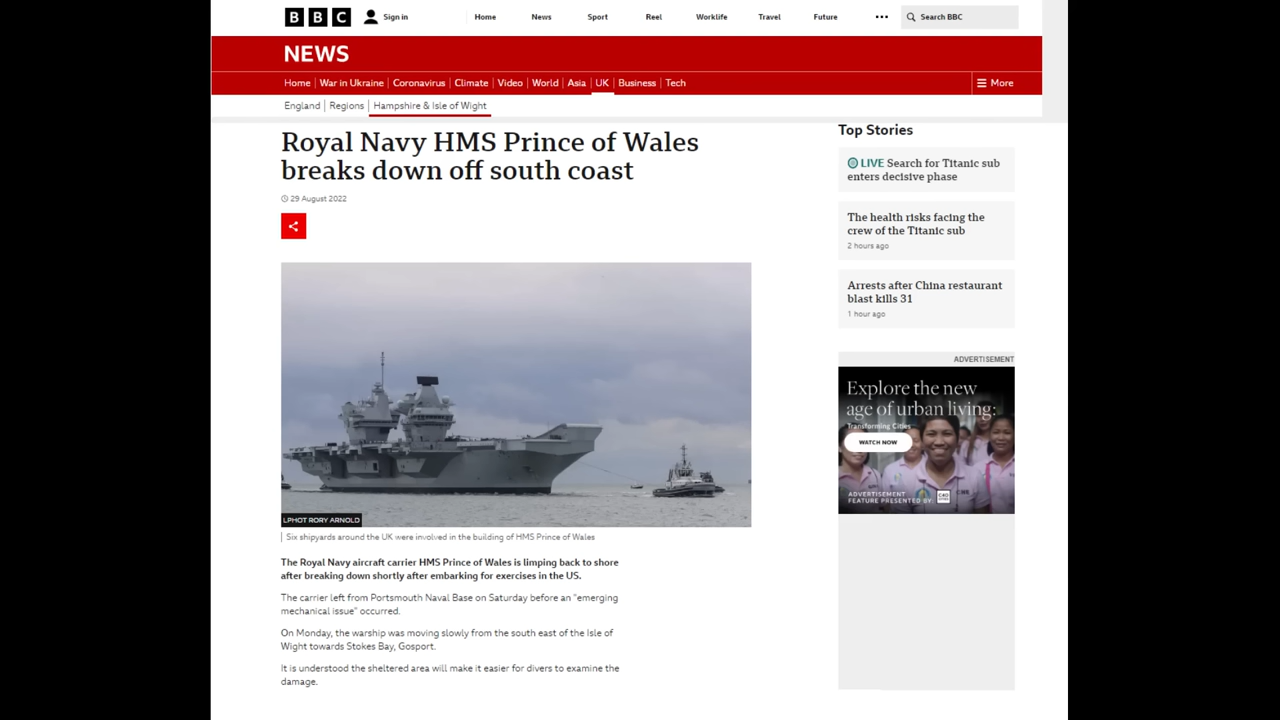 BBC
Sign in
Home
News
Sport
Reel
Worklife
Travel
Future
Search BBC
NEWS
Home
War in Ukraine
Coronavirus
Climate
Video
World
Asia
UK
Business
Tech
More
England
Regions
Hampshire & Isle of Wight
Royal Navy HMS Prince of Wales
breaks down off south coast
29 August 2022
LPHOT RORY ARNOLD
Six shipyards around the UK were involved in the building of HMS Prince of Wales
The Royal Navy aircraft carrier HMS Prince of Wales is limping back to shore
after breaking down shortly after embarking for exercises in the US.
The carrier left from Portsmouth Naval Base on Saturday before an "emerging
mechanical issue" occurred.
On Monday, the warship was moving slowly from the south east of the Isle of
Wight towards Stokes Bay, Gosport.
It is understood the sheltered area will make it easier for divers to examine the
damage.
Top Stories
LIVE Search for Titanic sub
enters decisive phase
The health risks facing the
crew of the Titanic sub
2 hours ago
Arrests after China restaurant
blast kills 31
1 hour ago
ADVERTISEMENT
Explore the new
age of urban living:
Transforming Cities
WATCH NOW
ADVERTISEMENT
FEATURE PRESENTED BY